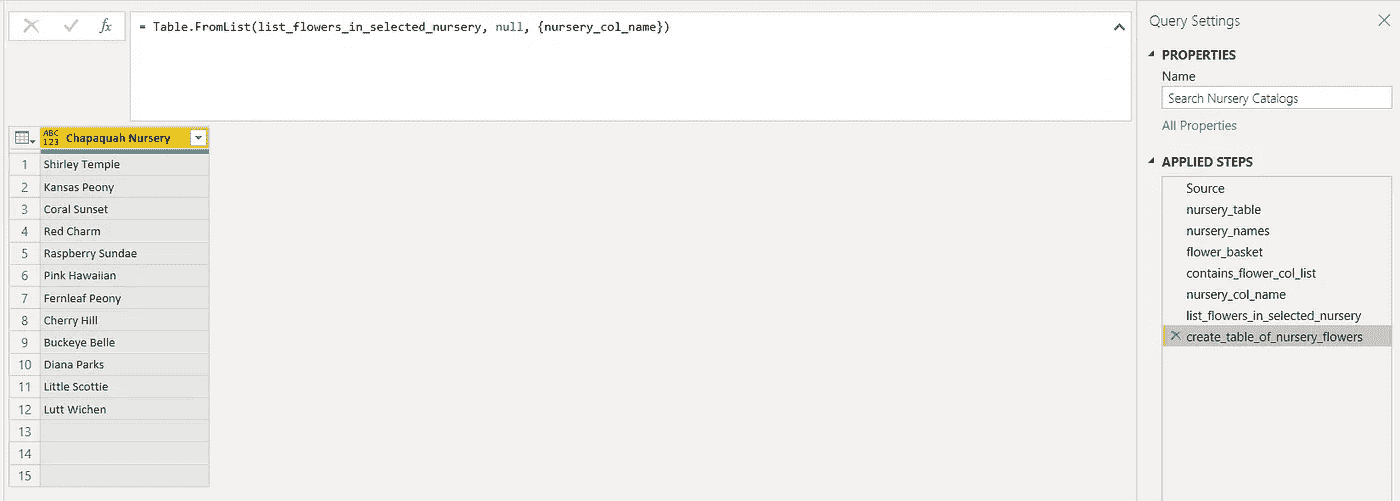 fx = Table.FromList(list_flowers_in_selected_nursery, null, {nursery_col_name})
ABC 123 Chapaquah Nursery
1 Shirley Temple
2 Kansas Peony
3 Coral Sunset
4 Red Charm
5 Raspberry Sundae
6 Pink Hawaiian
7 Fernleaf Peony
8 Cherry Hill
9 Buckeye Belle
10 Diana Parks
11 Little Scottie
12 Lutt Wichen
13
14
15
Query Settings
PROPERTIES
Name
Search Nursery Catalogs
All Properties
APPLIED STEPS
Source
nursery_table
nursery_names
flower_basket
contains_flower_col_list
nursery_col_name
list_flowers_in_selected_nursery
create_table_of_nursery_flowers